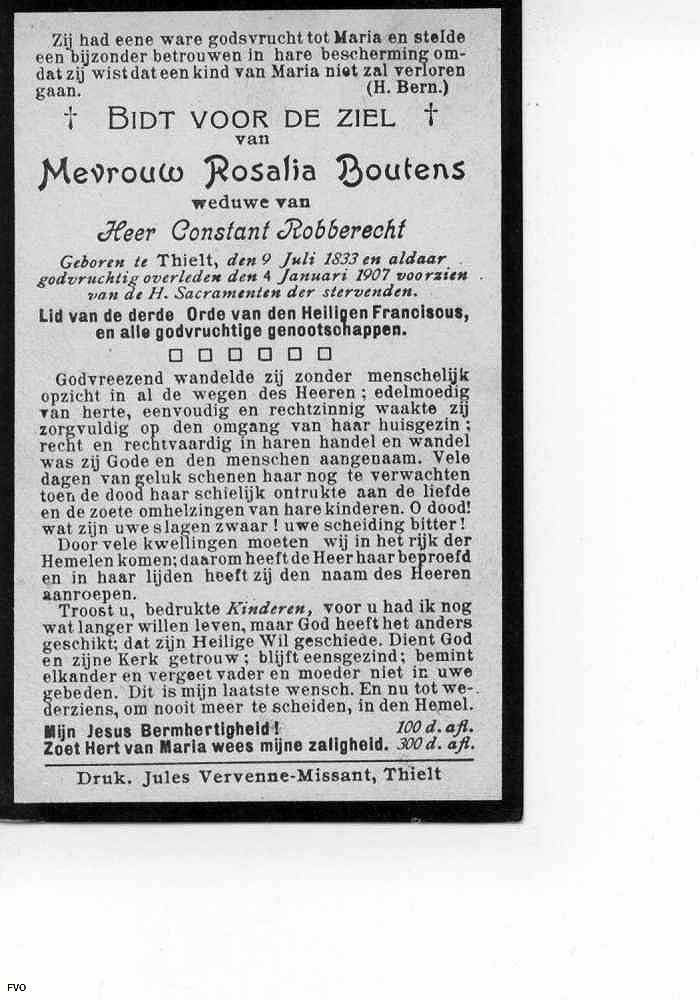 Zij had eene ware godsvrucht tot Maria en stelde
een bijzonder betrouwen in hare bescherming om-
dat zij wist dat een kind van Maria niet zal verloren
gaan. (H. Bern.)
† BIDT VOOR DE ZIEL †
van
Mevrouw Rosalia Boutens
weduwe van
Heer Constant Robberecht
Geboren te Thielt, den 9 Juli 1833 en aldaar
godvruchtig overleden den 4 Januari 1907 voorzien
van de H. Sacramenten der stervenden.
Lid van de derde Orde van den Heiligen Franciscus,
en alle godvruchtige genootschappen.
□ □ □ □ □ □
Godvreezend wandelde zij zonder menschelijk
opzicht in al de wegen des Heeren ; edelmoedig
van herte, eenvoudig en rechtzinnig waakte zij
zorgvuldig op den omgang van haar huisgezin ;
recht en rechtvaardig in haren handel en wandel
was zij Gode en den menschen aangenaam. Vele
dagen van geluk schenen haar nog te verwachten
toen de dood haar schielijk ontrukte aan de liefde
en de zoete omhelzingen van hare kinderen. O dood!
wat zijn uwe slagen zwaar ! uwe scheiding bitter !
Door vele kwellingen moeten wij in het rijk der
Hemelen komen; daarom heeft de Heer haar beproefd
en in haar lijden heeft zij den naam des Heeren
aanroepen.
Troost u, bedrukte Kinderen, voor u had ik nog
wat langer willen leven, maar God heeft het anders
geschikt; dat zijn Heilige Wil geschiede. Dient God
en zijne Kerk getrouw ; blijft eensgezind ; bemint
elkander en vergeet vader en moeder niet in uwe
gebeden. Dit is mijn laatste wensch. En nu tot we-
derziens, om nooit meer te scheiden, in den Hemel.
Mijn Jesus Bermhertigheid ! 100 d. afl.
Zoet Hert van Maria wees mijne zaligheid. 300 d. afl.
Druk. Jules Vervenne-Missant, Thielt
FVO